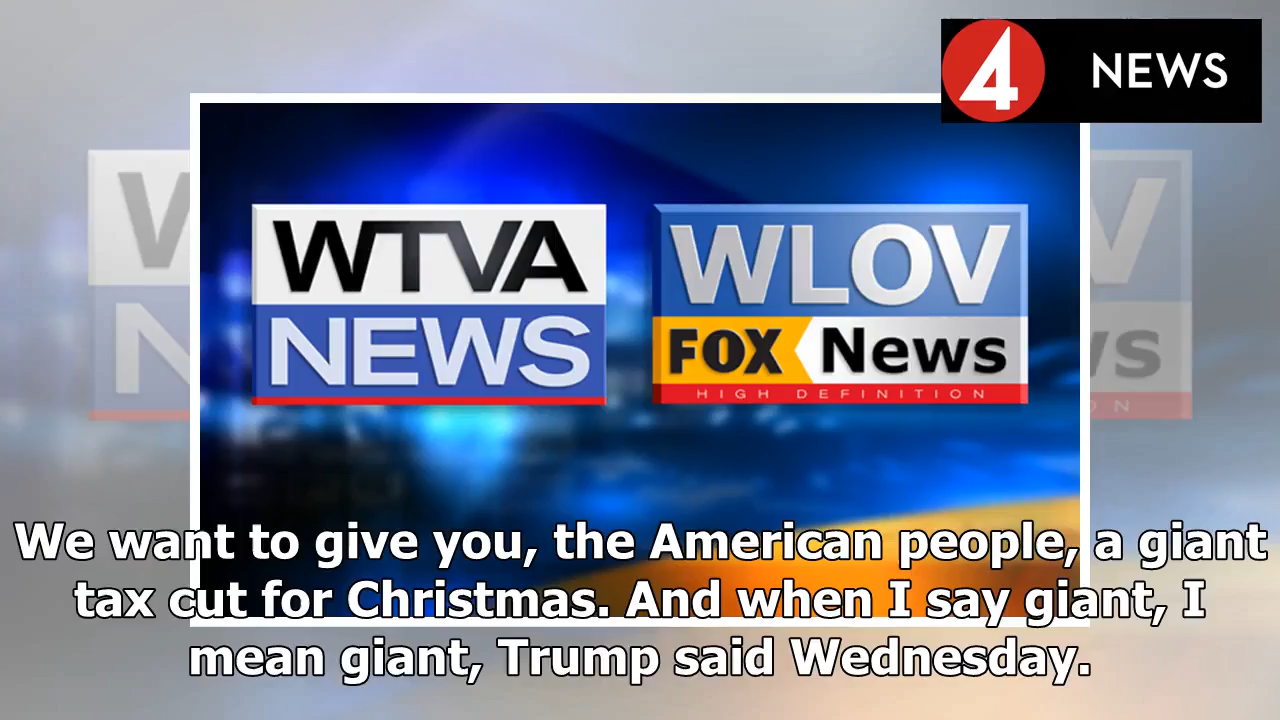 4 NEWS
WTVA
NEWS
WLOV
FOX News
HIGH DEFINITION
We want to give you, the American people, a giant
tax cut for Christmas. And when I say giant, I
mean giant, Trump said Wednesday.